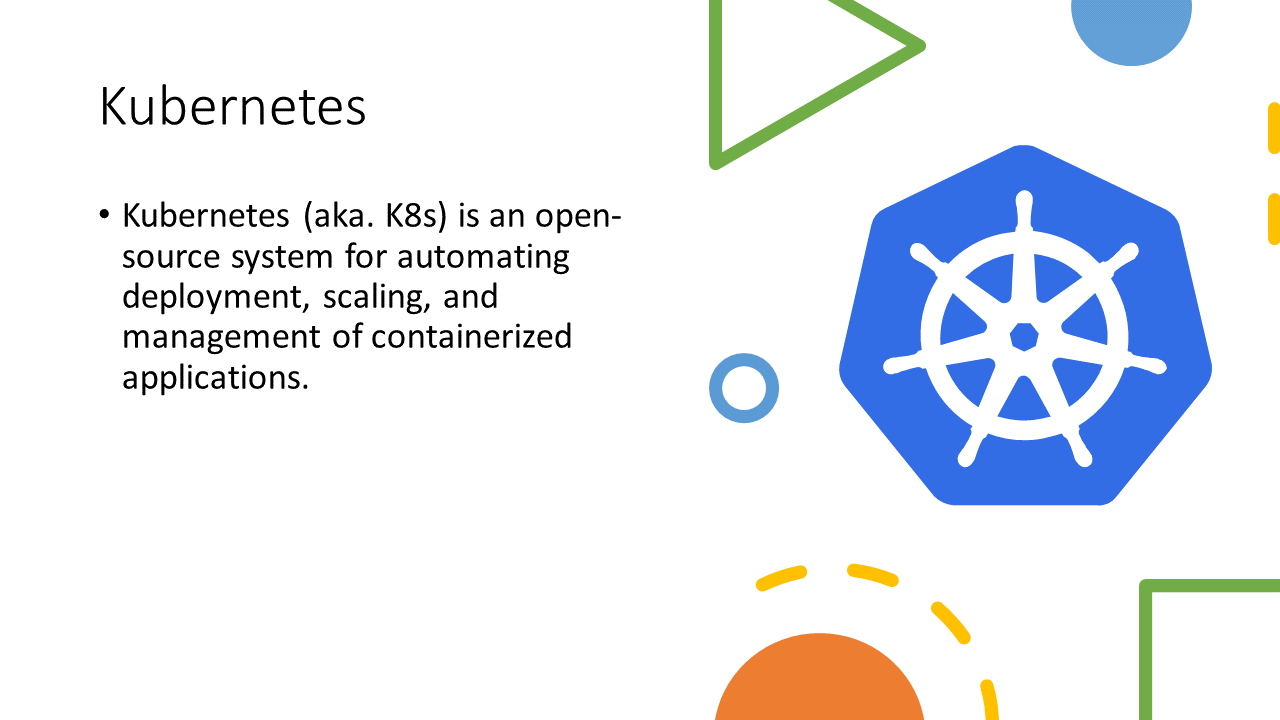 Kubernetes
• Kubernetes (aka. K8s) is an open-
source system for automating
deployment, scaling, and
management of containerized
applications.